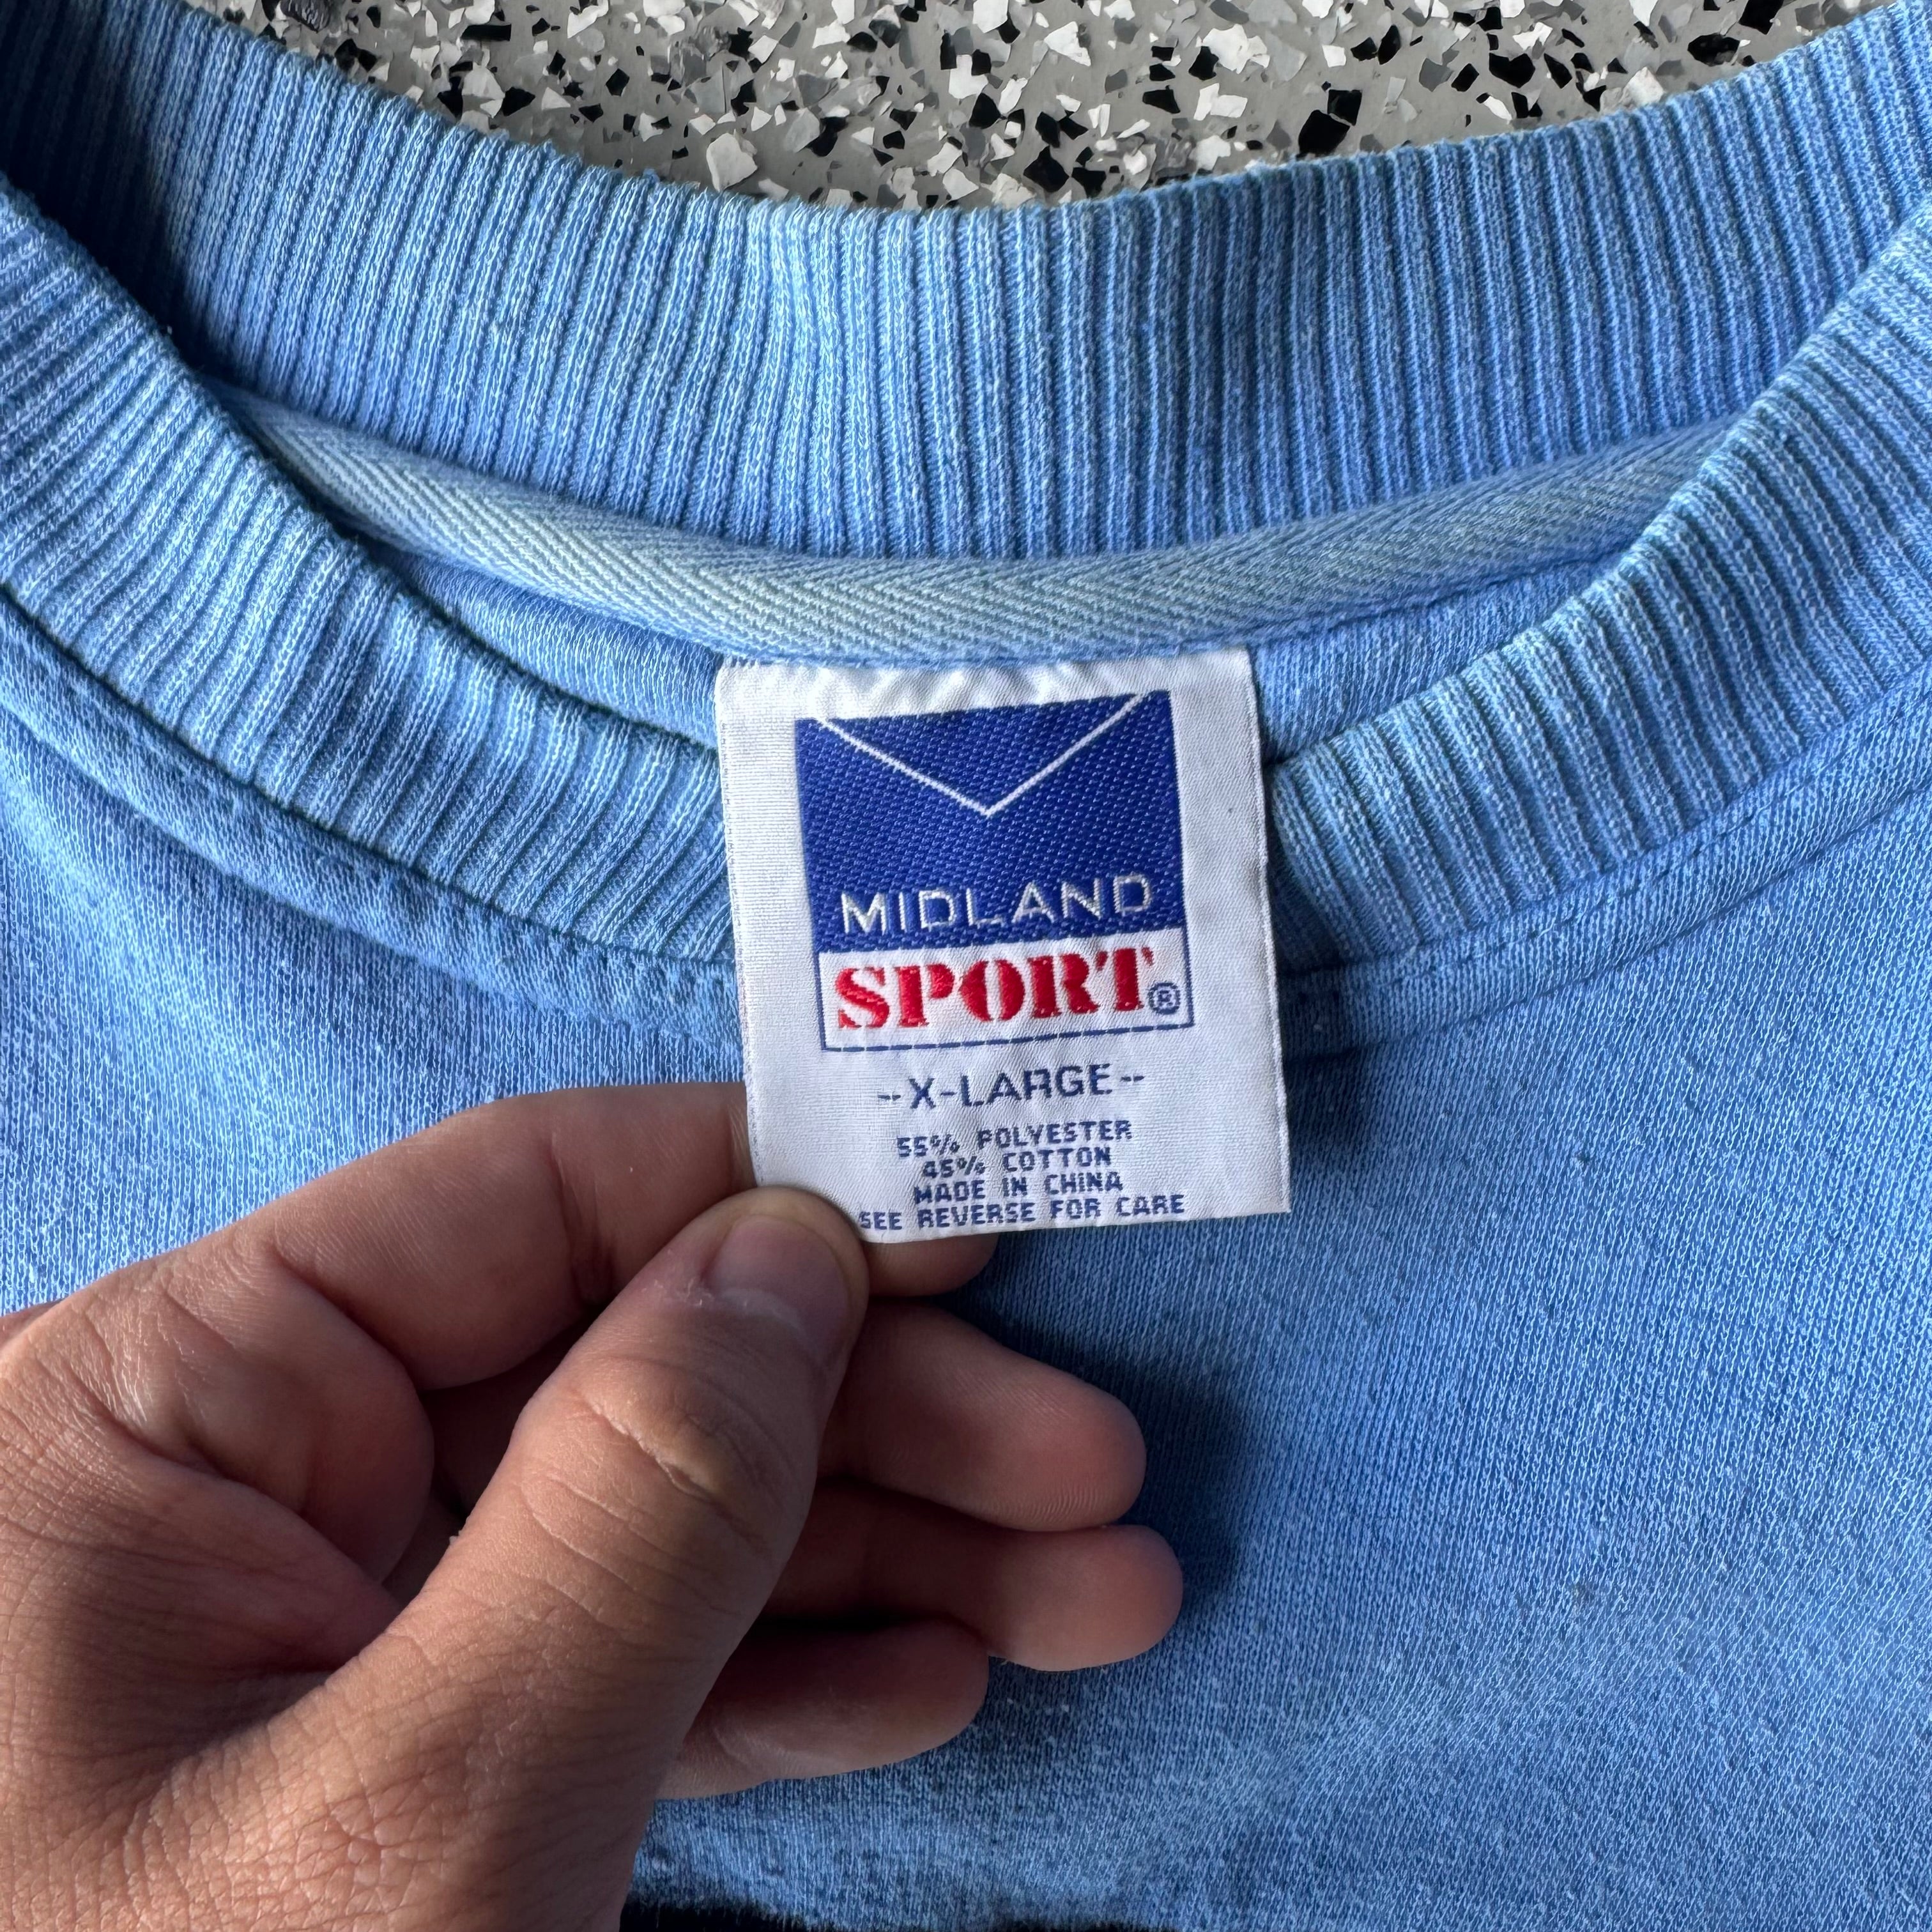 MIDLAND
SPORT®
-X-LARGE-
55% POLYESTER
45% COTTON
MADE IN CHINA
SEE REVERSE FOR CARE